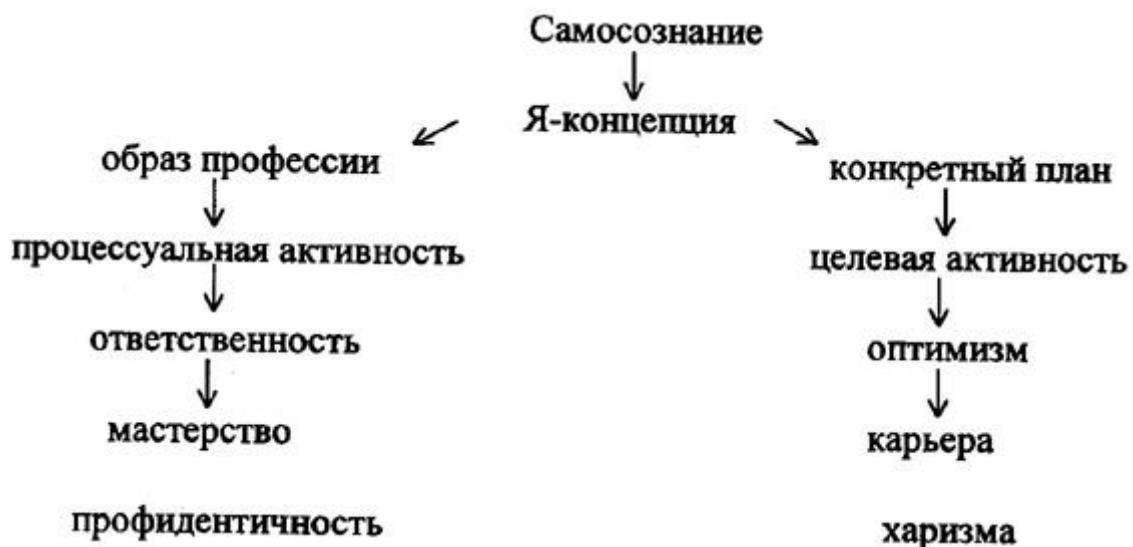 Самосознание
Я-концепция
образ профессии
конкретный план
процессуальная активность
целевая активность
ответственность
оптимизм
мастерство
карьера
профидентичность
харизма